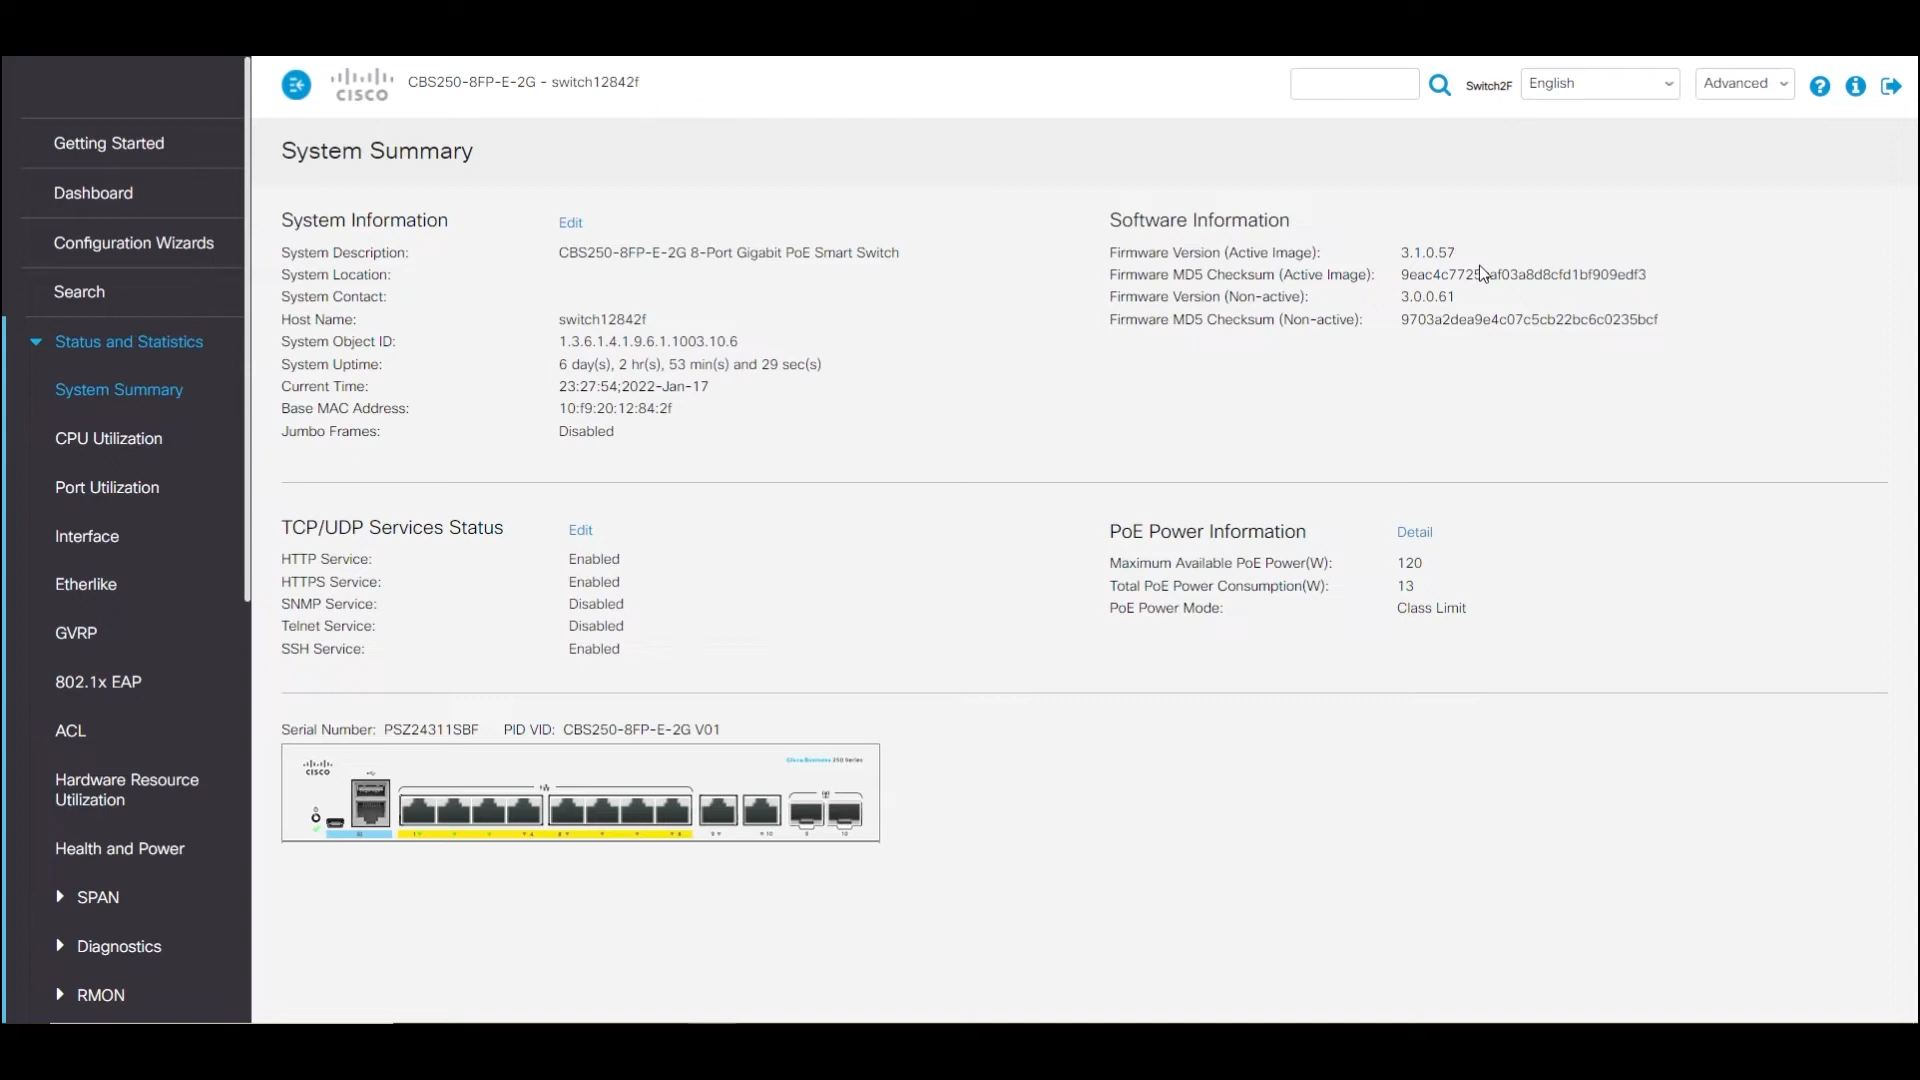 CISCO
CBS250-8FP-E-2G - switch12842f
Switch2F
English
Advanced
Getting Started
Dashboard
Configuration Wizards
Search
Status and Statistics
System Summary
CPU Utilization
Port Utilization
Interface
Etherlike
GVRP
802.1x EAP
ACL
Hardware Resource
Utilization
Health and Power
SPAN
Diagnostics
RMON
System Summary
System Information Edit
System Description: CBS250-8FP-E-2G 8-Port Gigabit PoE Smart Switch
System Location:
System Contact:
Host Name: switch12842f
System Object ID: 1.3.6.1.4.1.9.6.1.1003.10.6
System Uptime: 6 day(s), 2 hr(s), 53 min(s) and 29 sec(s)
Current Time: 23:27:54;2022-Jan-17
Base MAC Address: 10:f9:20:12:84:2f
Jumbo Frames: Disabled
Software Information
Firmware Version (Active Image): 3.1.0.57
Firmware MD5 Checksum (Active Image):
Firmware Version (Non-active): 3.0.0.61
Firmware MD5 Checksum (Non-active): 9703a2dea9e4c07c5cb22bc6c0235bcf
TCP/UDP Services Status Edit
HTTP Service: Enabled
HTTPS Service: Enabled
SNMP Service: Disabled
Telnet Service: Disabled
SSH Service: Enabled
PoE Power Information Detail
Maximum Available PoE Power(W): 120
Total PoE Power Consumption(W): 13
PoE Power Mode: Class Limit
Serial Number: PSZ24311SBF PID VID: CBS250-8FP-E-2G V01
CISCO
Cisco Business 250 Series